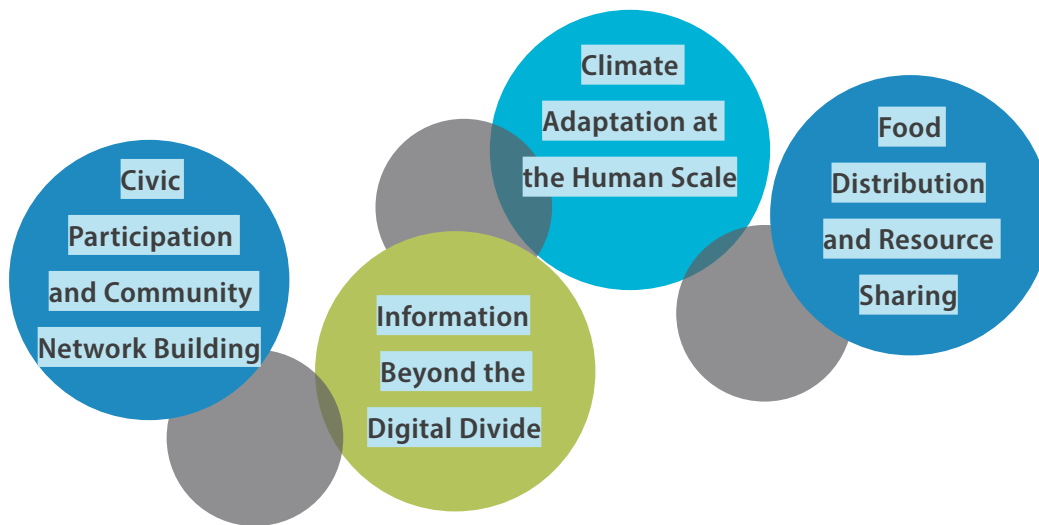 Civic
Participation
and Community
Network Building
Information
Beyond the
Digital Divide
Climate
Adaptation at
the Human Scale
Food
Distribution
and Resource
Sharing